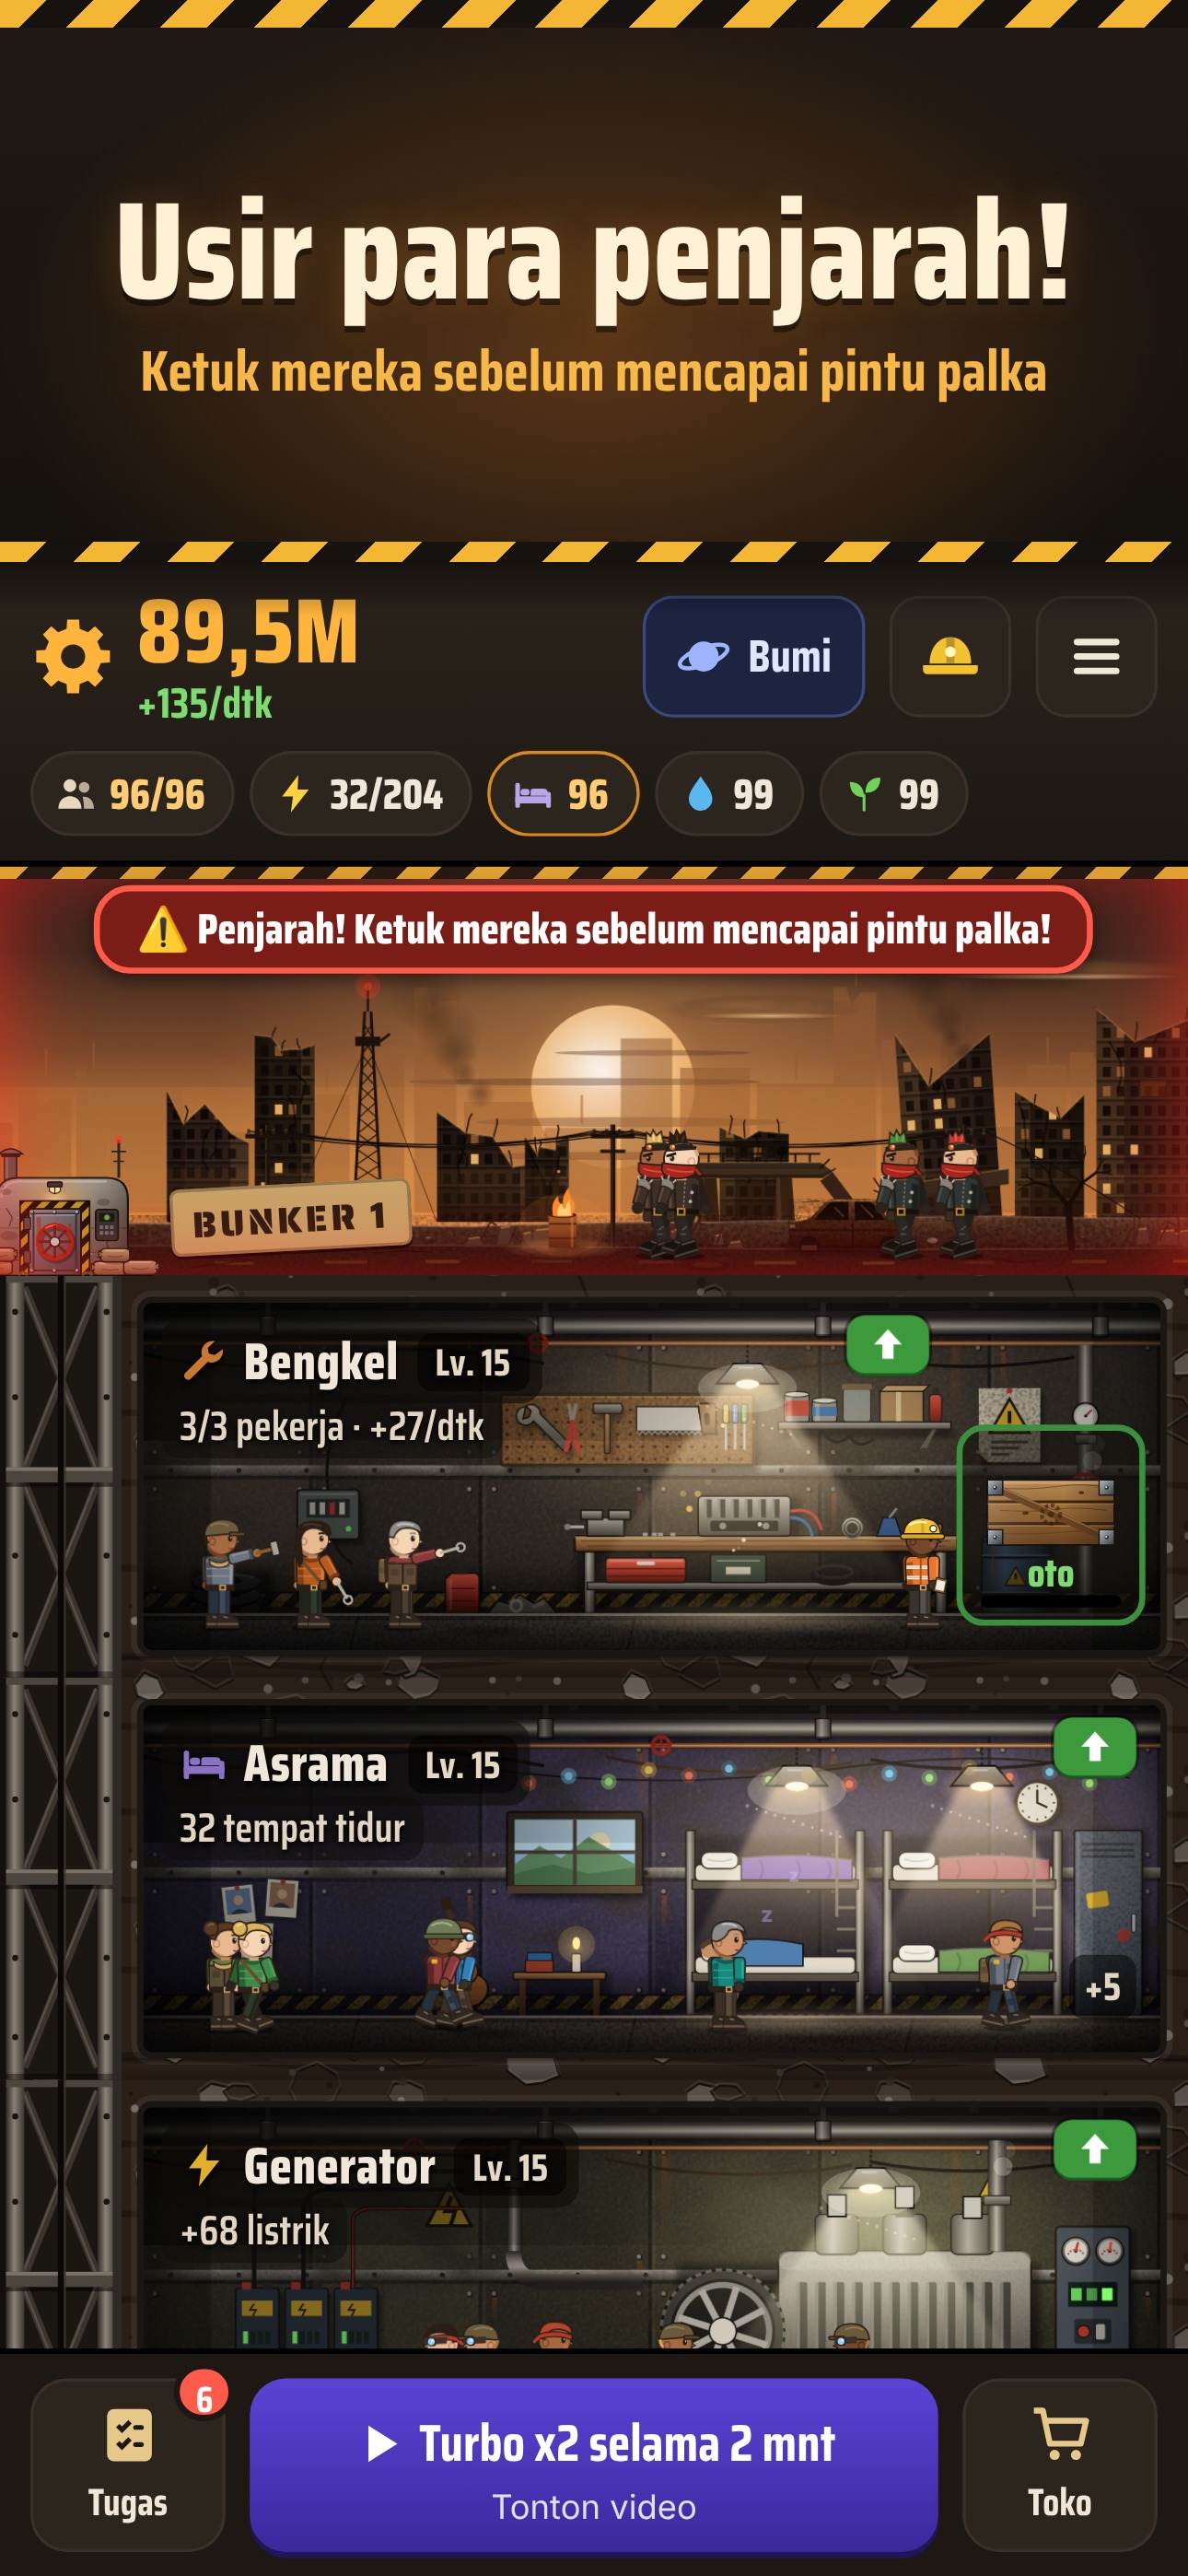 Usir para penjarah!
Ketuk mereka sebelum mencapai pintu palka
89,5M
+135/dtk
Bumi
96/96
32/204
96
99
99
Penjarah! Ketuk mereka sebelum mencapai pintu palka!
BUNKER 1
Bengkel
Lv. 15
3/3 pekerja · +27/dtk
oto
Asrama
Lv. 15
32 tempat tidur
z
z
+5
Generator
Lv. 15
+68 listrik
6
Tugas
Turbo x2 selama 2 mnt
Tonton video
Toko